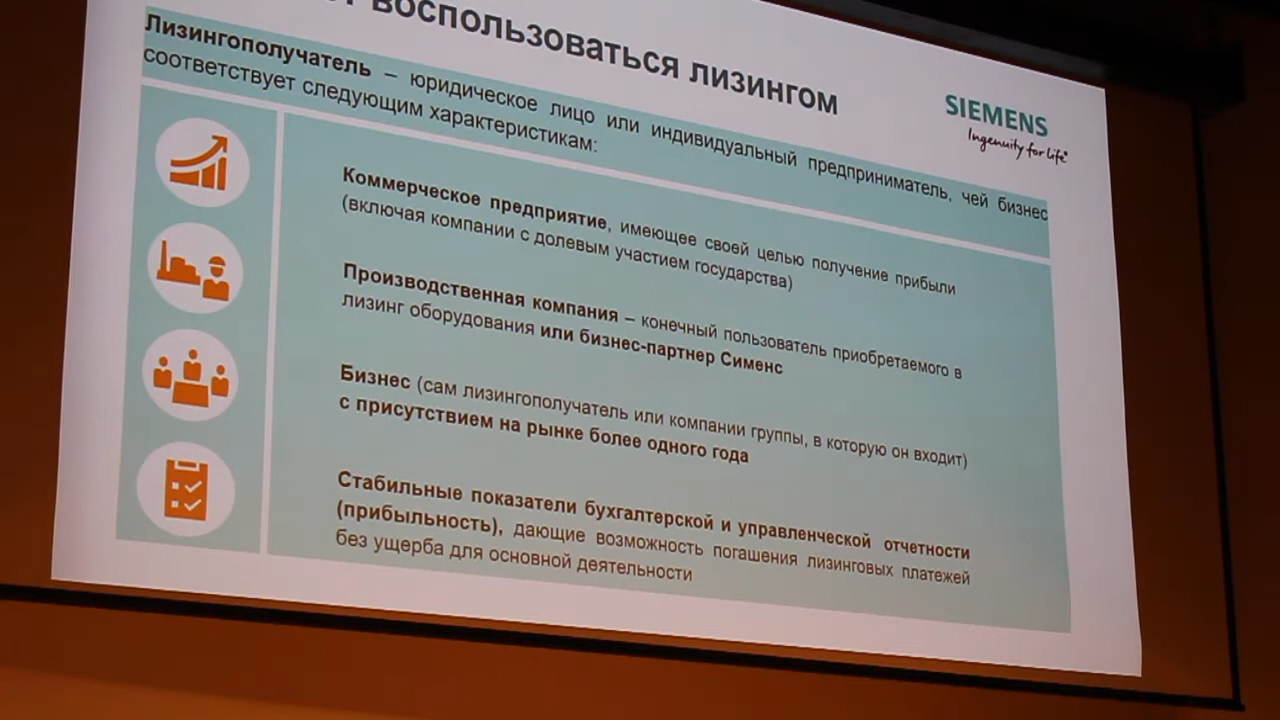 воспользоваться лизингом
SIEMENS
Ingenuity for life
Лизингополучатель – юридическое лицо или индивидуальный предприниматель, чей бизнес
соответствует следующим характеристикам:
Коммерческое предприятие, имеющее своей целью получение прибыли
(включая компании с долевым участием государства)
Производственная компания – конечный пользователь приобретаемого в
лизинг оборудования или бизнес-партнер Сименс
Бизнес (сам лизингополучатель или компании группы, в которую он входит)
с присутствием на рынке более одного года
Стабильные показатели бухгалтерской и управленческой отчетности
(прибыльность), дающие возможность погашения лизинговых платежей
без ущерба для основной деятельности